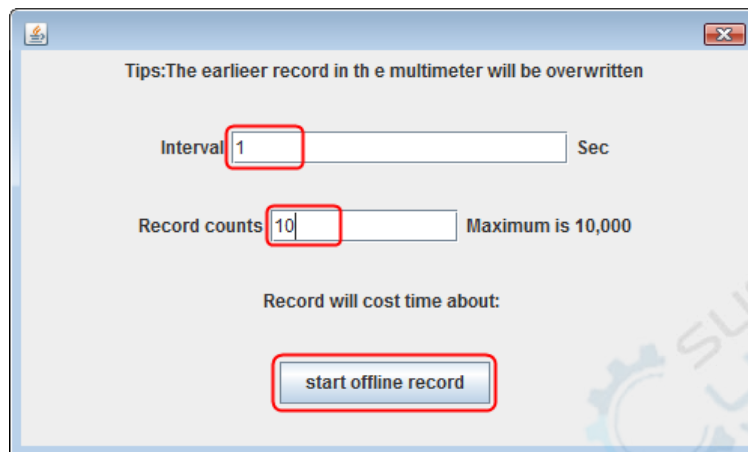 Tips:The earlieer record in th e multimeter will be overwritten
Interval 1 Sec
Record counts 10 Maximum is 10,000
Record will cost time about:
start offline record